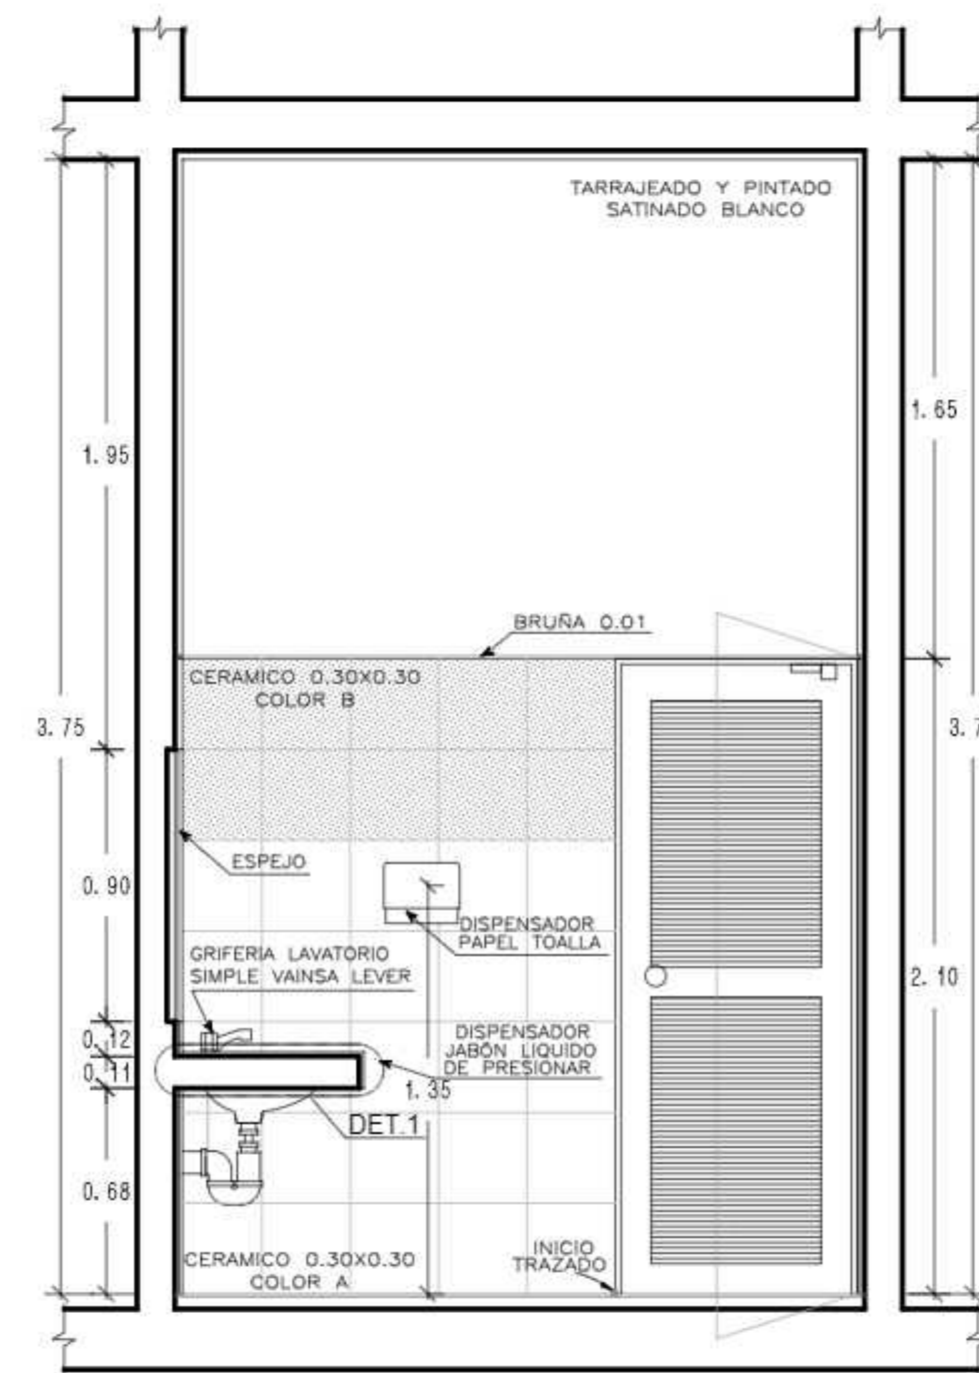 TARRAJEADO Y PINTADO
SATINADO BLANCO
1.65
1.95
BRUÑA 0.01
CERAMICO 0.30X0.30
COLOR B
3.75
ESPEJO
0.90
DISPENSADOR
PAPEL TOALLA
GRIFERIA LAVATORIO
SIMPLE VAINSA LEVER
2.10
0.12
DISPENSADOR
JABÓN LIQUIDO
DE PRESIONAR
0.11
1.35
DET.1
0.68
INICIO
TRAZADO
CERAMICO 0.30X0.30
COLOR A